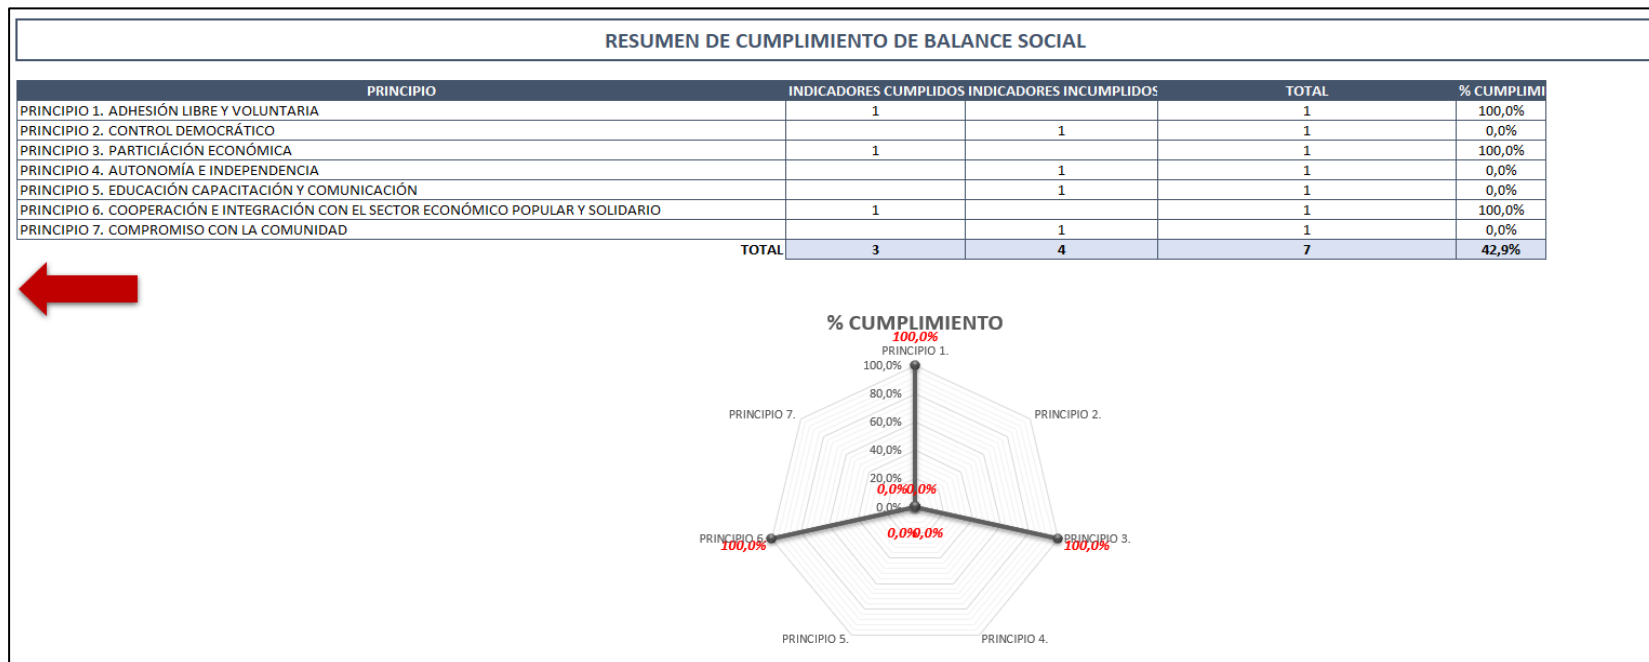 RESUMEN DE CUMPLIMIENTO DE BALANCE SOCIAL
PRINCIPIO INDICADORES CUMPLIDOS INDICADORES INCUMPLIDOS TOTAL % CUMPLIMI
PRINCIPIO 1. ADHESIÓN LIBRE Y VOLUNTARIA 1 1 100,0%
PRINCIPIO 2. CONTROL DEMOCRÁTICO 1 1 0,0%
PRINCIPIO 3. PARTICIÁCIÓN ECONÓMICA 1 1 100,0%
PRINCIPIO 4. AUTONOMÍA E INDEPENDENCIA 1 1 0,0%
PRINCIPIO 5. EDUCACIÓN CAPACITACIÓN Y COMUNICACIÓN 1 1 0,0%
PRINCIPIO 6. COOPERACIÓN E INTEGRACIÓN CON EL SECTOR ECONÓMICO POPULAR Y SOLIDARIO 1 1 100,0%
PRINCIPIO 7. COMPROMISO CON LA COMUNIDAD 1 1 0,0%
TOTAL 3 4 7 42,9%
% CUMPLIMIENTO
100,0%
PRINCIPIO 1.
100,0%
80,0%
PRINCIPIO 7. PRINCIPIO 2.
60,0%
40,0%
20,0%
0,0% 0,0%
0,0%
0,0% 0,0%
PRINCIPIO 6. PRINCIPIO 3.
100,0% 100,0%
PRINCIPIO 5. PRINCIPIO 4.